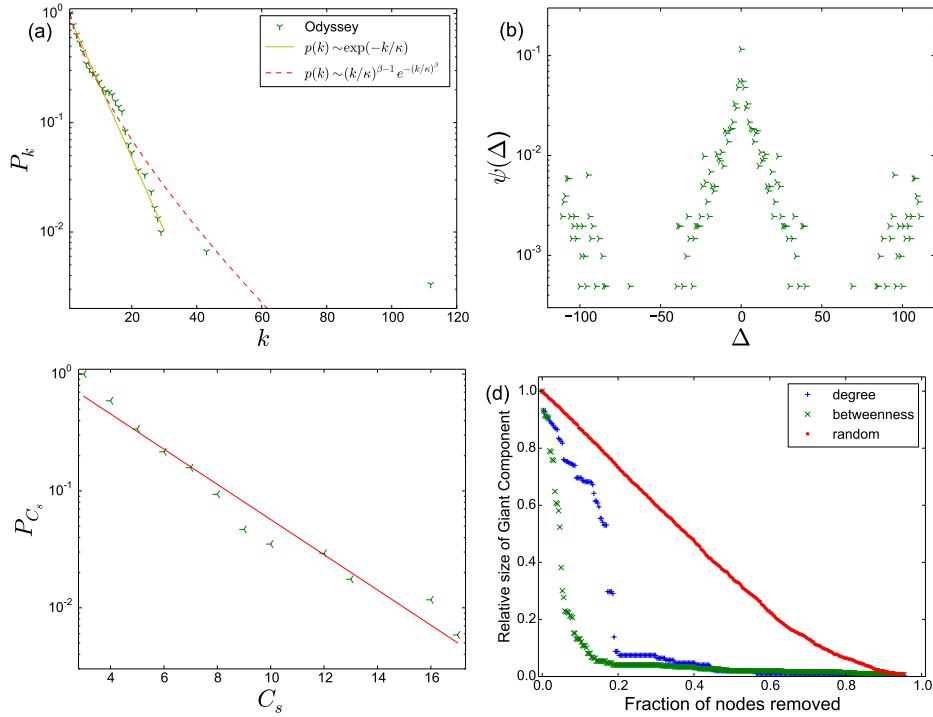 (a)
Odyssey
p(k) ∼ exp(−k/κ)
p(k) ∼ (k/κ)^{β−1} e^{−(k/κ)^β}
10^0
10^{-1}
10^{-2}
P_k
0 20 40 60 80 100 120
k
(b)
10^{-1}
10^{-2}
10^{-3}
ψ(Δ)
−100 −50 0 50 100
Δ
10^0
10^{-1}
10^{-2}
P_{C_s}
4 6 8 10 12 14 16
C_s
(d)
degree
betweenness
random
1.0
0.8
0.6
0.4
0.2
0.0
Relative size of Giant Component
0.0 0.2 0.4 0.6 0.8 1.0
Fraction of nodes removed